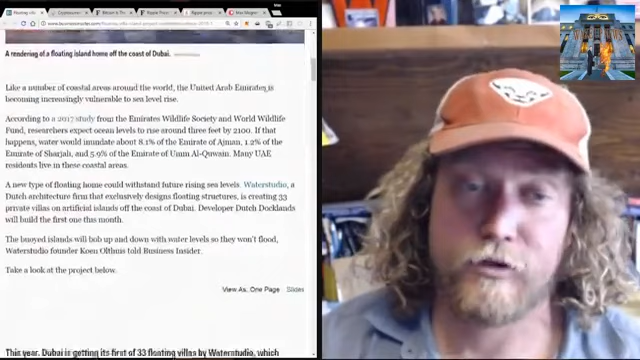 A rendering of a floating island home off the coast of Dubai.
Like a number of coastal areas around the world, the United Arab Emirates is
becoming increasingly vulnerable to sea level rise.
According to a 2017 study from the Emirates Wildlife Society and World Wildlife
Fund, researchers expect ocean levels to rise around three feet by 2100. If that
happens, water would inundate about 8.1% of the Emirate of Ajman, 1.2% of the
Emirate of Sharjah, and 5.9% of the Emirate of Umm Al-Quwain. Many UAE
residents live in these coastal areas.
A new type of floating home could withstand future rising sea levels. Waterstudio, a
Dutch architecture firm that exclusively designs floating structures, is creating 33
private villas on artificial islands off the coast of Dubai. Developer Dutch Docklands
will build the first one this month.
The buoyed islands will bob up and down with water levels so they won't flood,
Waterstudio founder Koen Olthuis told Business Insider.
Take a look at the project below.
View As: One Page Slides
This year, Dubai is getting its first of 33 floating villas by Waterstudio, which